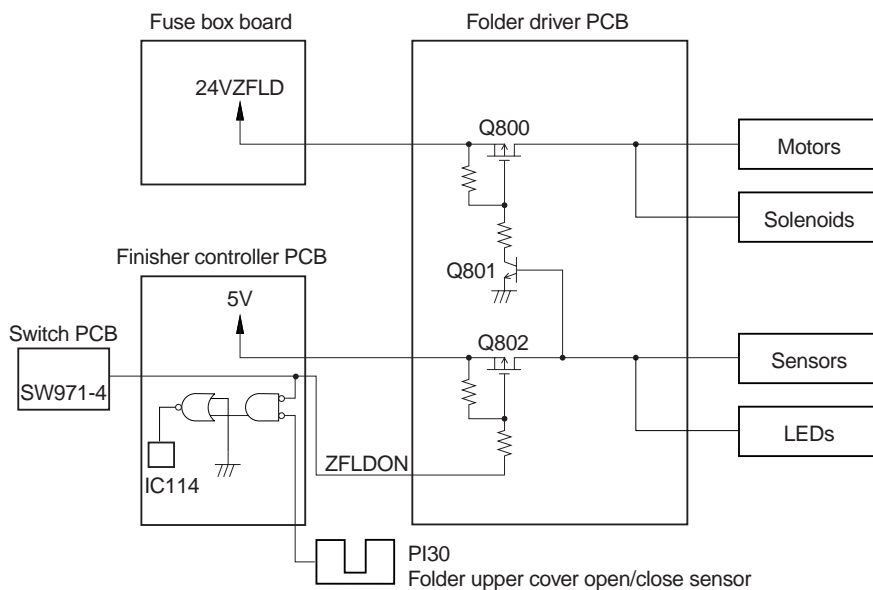 Fuse box board
Folder driver PCB
24VZFLD
Q800
Motors
Solenoids
Finisher controller PCB
Q801
5V
Switch PCB
Q802
SW971-4
Sensors
LEDs
IC114
ZFLDON
PI30
Folder upper cover open/close sensor